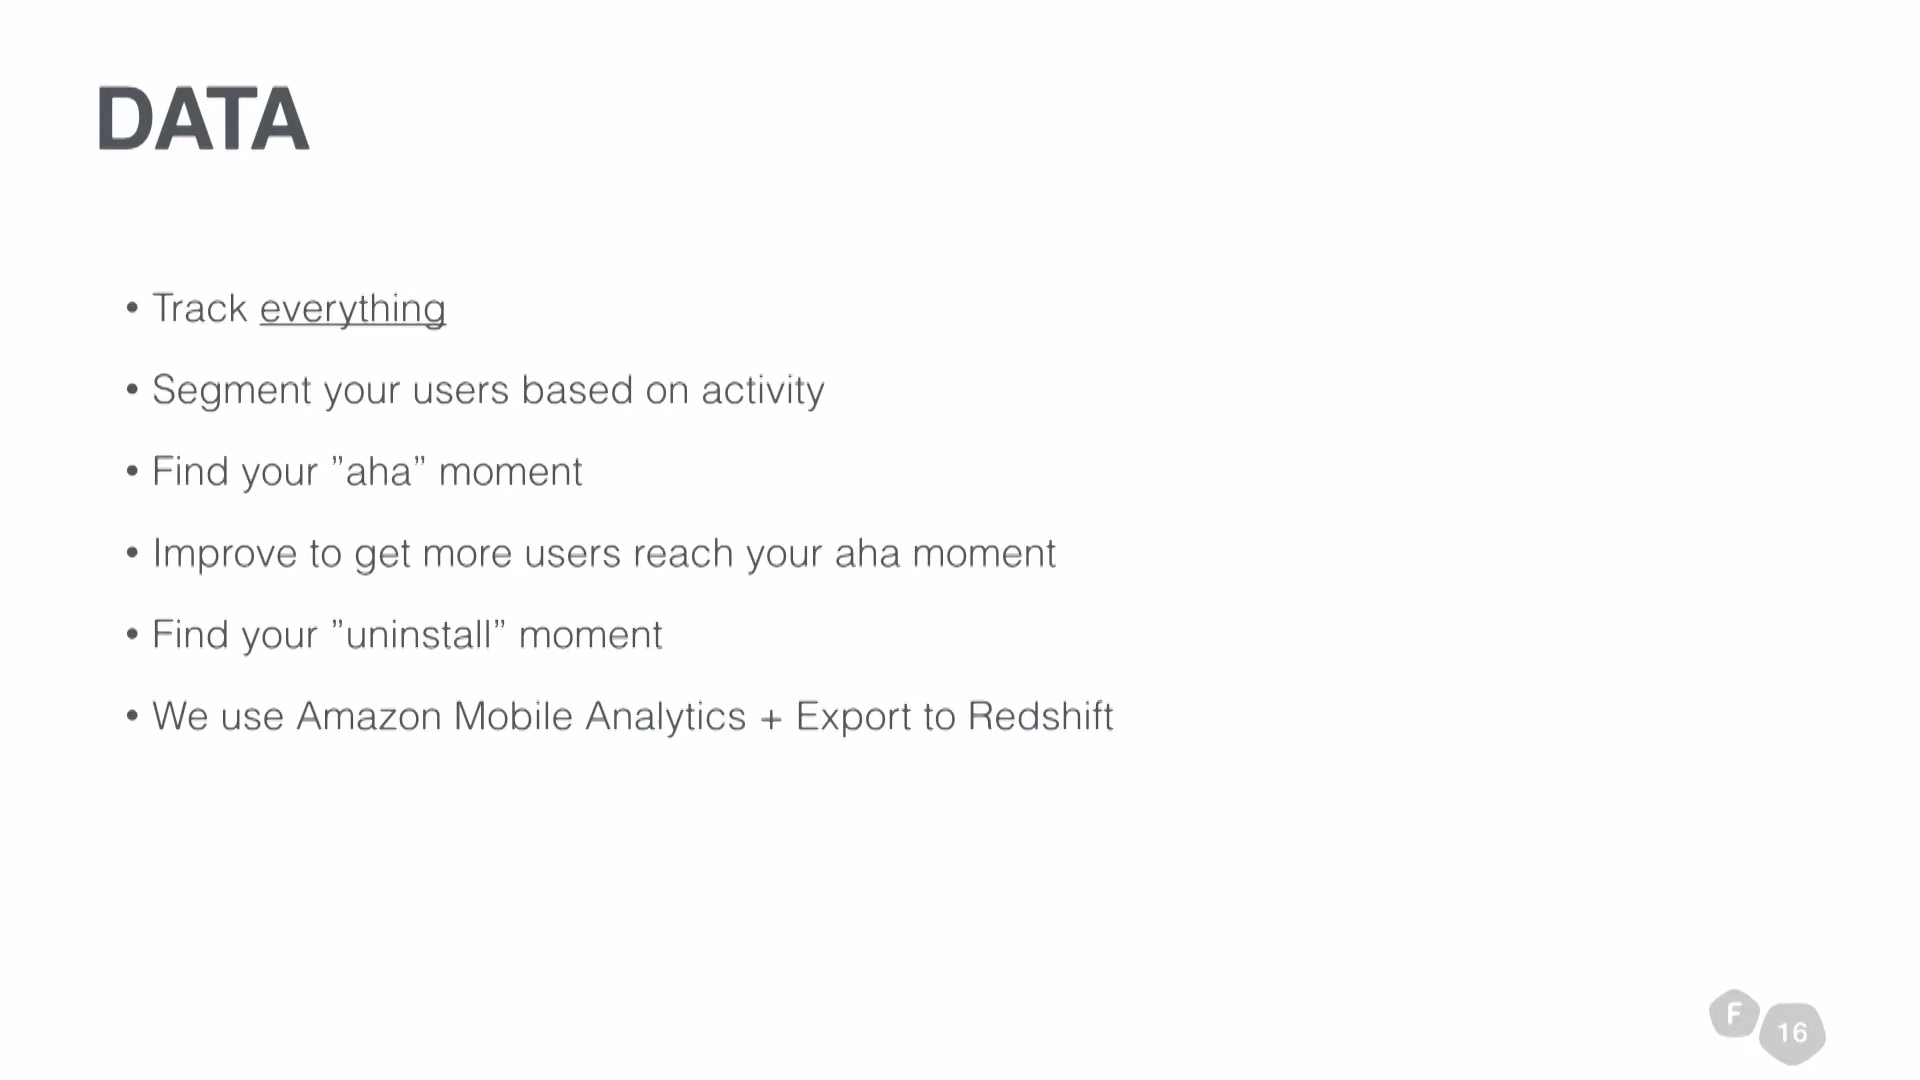 DATA
• Track everything
• Segment your users based on activity
• Find your ”aha” moment
• Improve to get more users reach your aha moment
• Find your ”uninstall” moment
• We use Amazon Mobile Analytics + Export to Redshift
F
16